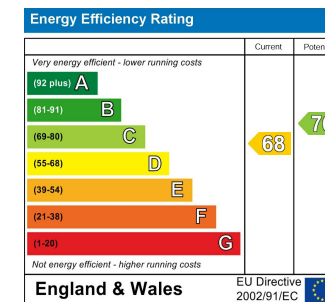 Energy Efficiency Rating
Current
Very energy efficient - lower running costs
(92 plus) A
(81-91) B
(69-80) C
(55-68) D
(39-54) E
(21-38) F
(1-20) G
68
Not energy efficient - higher running costs
England & Wales
EU Directive
2002/91/EC